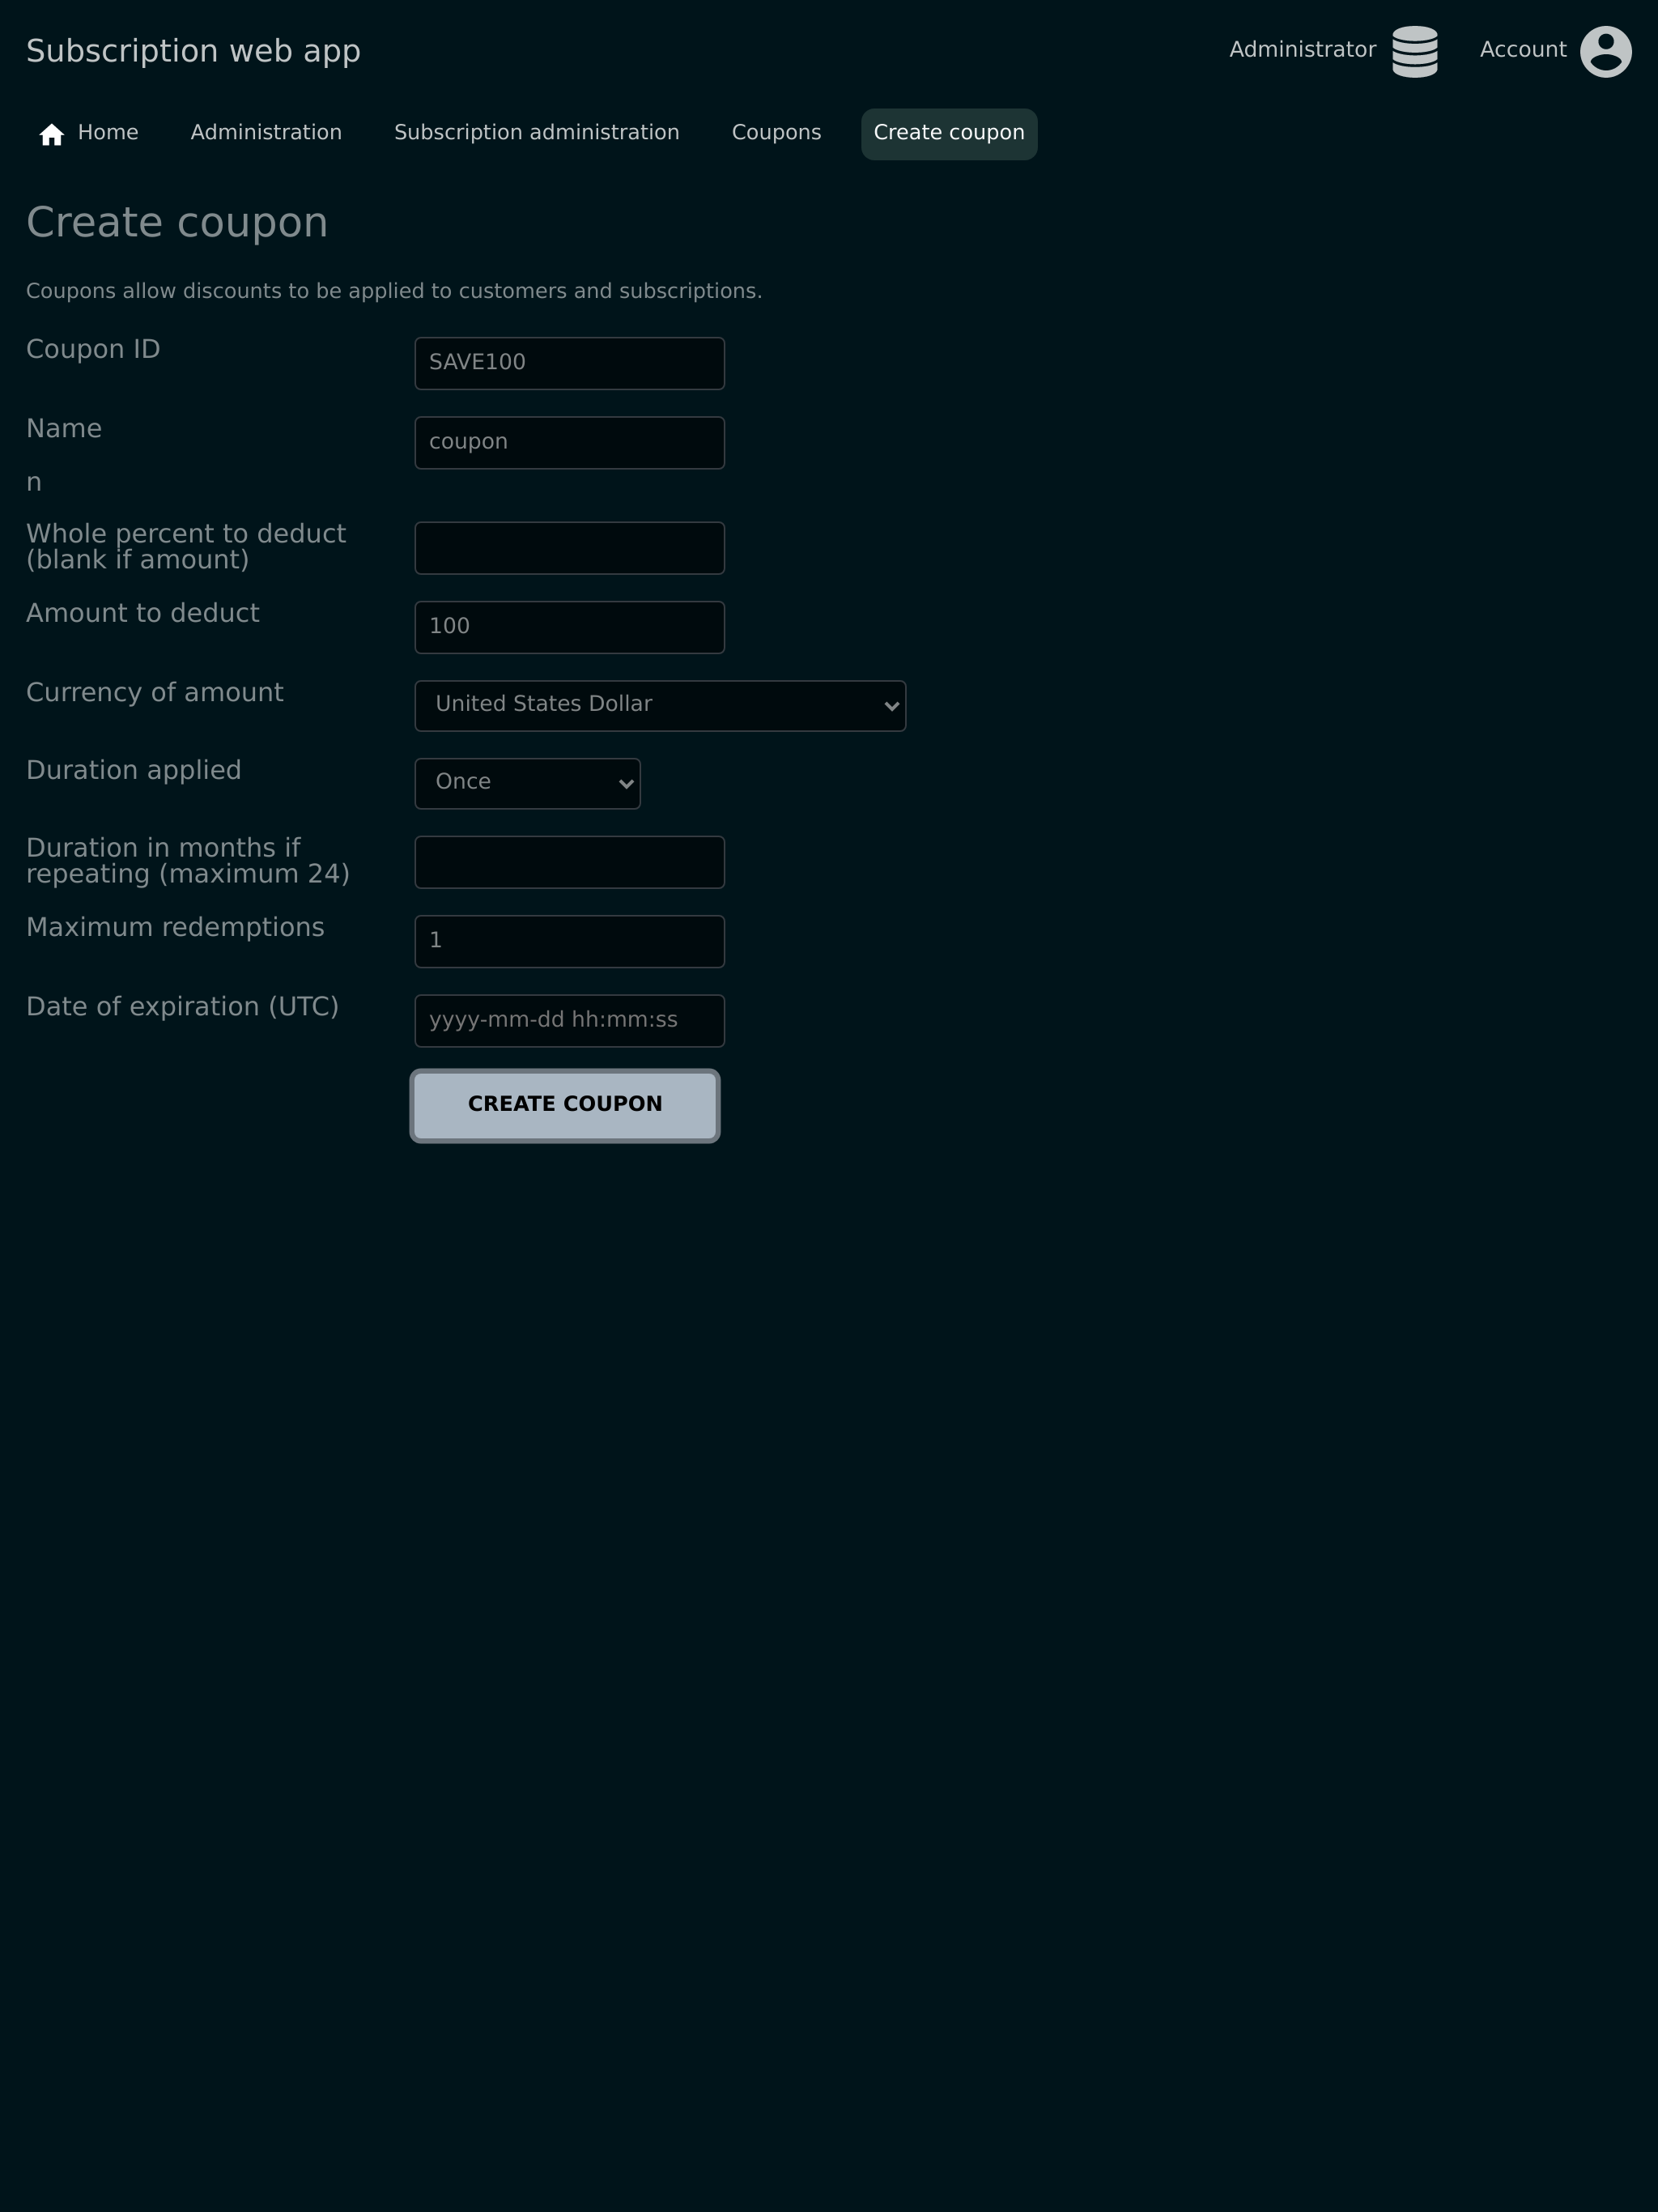 Subscription web app
Administrator
Account
Home
Administration
Subscription administration
Coupons
Create coupon
Create coupon
Coupons allow discounts to be applied to customers and subscriptions.
Coupon ID
SAVE100
Name
coupon
n
Whole percent to deduct
(blank if amount)
Amount to deduct
100
Currency of amount
United States Dollar
Duration applied
Once
Duration in months if
repeating (maximum 24)
Maximum redemptions
1
Date of expiration (UTC)
yyyy-mm-dd hh:mm:ss
CREATE COUPON